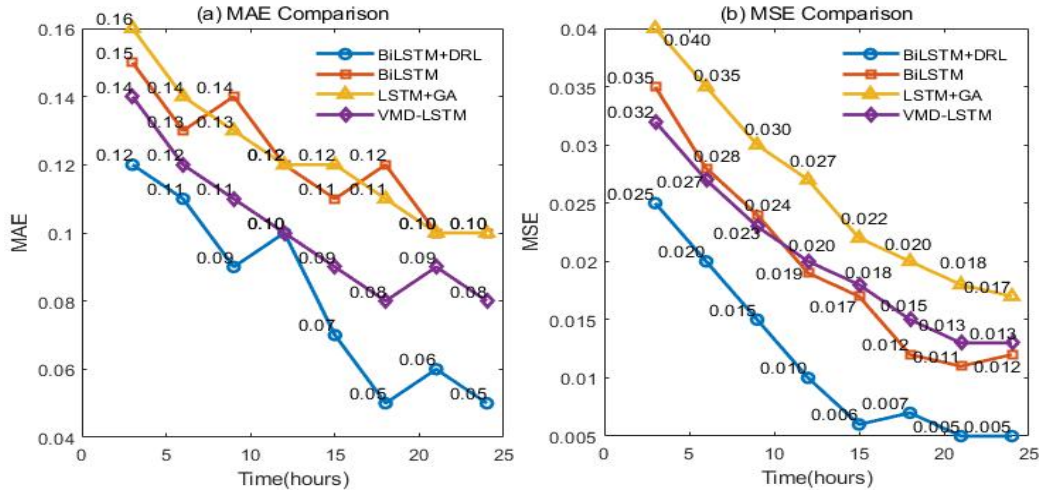 (a) MAE Comparison
0.16
0.14
0.12
0.1
0.08
0.06
0.04
MAE
0 5 10 15 20 25
Time(hours)
BiLSTM+DRL
BiLSTM
LSTM+GA
VMD-LSTM
0.12 0.11 0.09 0.10 0.07 0.05 0.06 0.05
0.15 0.13 0.14 0.12 0.11 0.12 0.10 0.10
0.16 0.14 0.13 0.12 0.12 0.11 0.10 0.10
0.14 0.12 0.11 0.10 0.09 0.08 0.09 0.08
(b) MSE Comparison
0.04
0.035
0.03
0.025
0.02
0.015
0.01
0.005
MSE
0 5 10 15 20 25
Time(hours)
BiLSTM+DRL
BiLSTM
LSTM+GA
VMD-LSTM
0.025 0.020 0.015 0.010 0.006 0.007 0.005 0.005
0.035 0.028 0.024 0.019 0.017 0.012 0.011 0.012
0.040 0.035 0.030 0.027 0.022 0.020 0.018 0.017
0.032 0.027 0.023 0.020 0.018 0.015 0.013 0.013